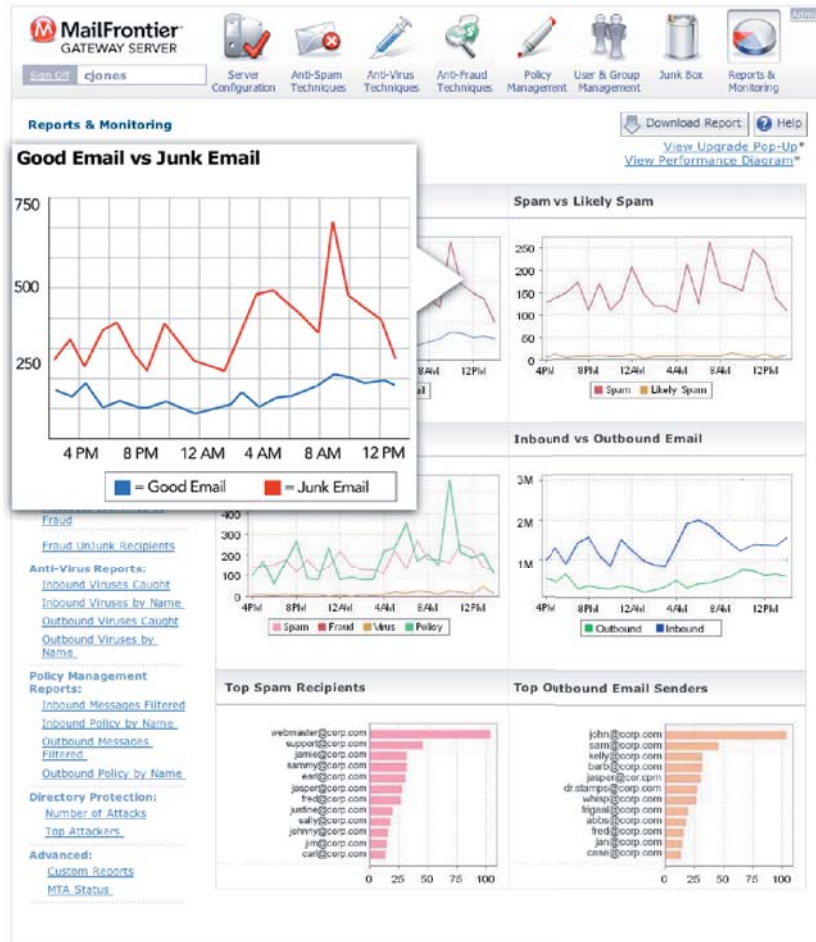 MailFrontier
GATEWAY SERVER
Sign Off cjones
Server Configuration
Anti-Spam Techniques
Anti-Virus Techniques
Anti-Fraud Techniques
Policy Management
User & Group Management
Junk Box
Reports & Monitoring
Reports & Monitoring
Download Report
Help
View Upgrade Pop-Up*
View Performance Diagram*
Good Email vs Junk Email
750
500
250
4 PM 8 PM 12 AM 4 AM 8 AM 12 PM
= Good Email = Junk Email
8AM 12PM
Spam vs Likely Spam
250
200
150
100
50
0
4PM 8PM 12AM 4AM 8AM 12PM
Spam Likely Spam
Fraud
Fraud UnJunk Recipients
Anti-Virus Reports:
Inbound Viruses Caught
Inbound Viruses by Name
Outbound Viruses Caught
Outbound Viruses by
Name
Policy Management
Reports:
Inbound Messages Filtered
Inbound Policy by Name
Outbound Messages
Filtered
Outbound Policy by Name
Directory Protection:
Number of Attacks
Top Attackers
Advanced:
Custom Reports
MTA Status
400
300
200
100
0
4PM 8PM 12AM 4AM 8AM 12PM
Spam Fraud Virus Policy
Inbound vs Outbound Email
3M
2M
1M
4PM 8PM 12AM 4AM 8AM 12PM
Outbound Inbound
Top Spam Recipients
webmaster@corp.com
support@corp.com
jamie@corp.com
sammy@corp.com
earl@corp.com
jasper@corp.com
fred@corp.com
justine@corp.com
sally@corp.com
johnny@corp.com
jim@corp.com
carl@corp.com
0 25 50 75 100
Top Outbound Email Senders
john@corp.com
sam@corp.com
kelly@corp.com
barb@corp.com
jasper@cor.cpm
dr.stamps@corp.com
whisp@corp.com
frigeal@corp.com
abbs@corp.com
fred@corp.com
jan@corp.com
case@corp.com
0 25 50 75 100